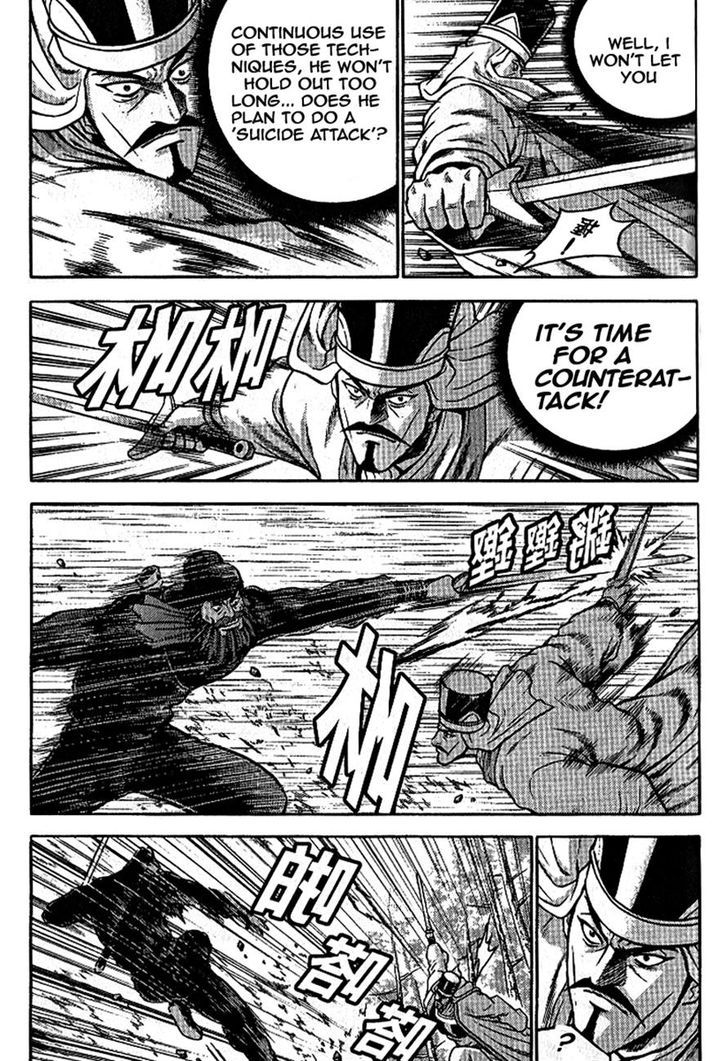 CONTINUOUS USE
OF THOSE TECH-
NIQUES, HE WON'T
HOLD OUT TOO
LONG... DOES HE
PLAN TO DO A
'SUICIDE ATTACK'?
WELL, I
WON'T LET
YOU
IT'S TIME
FOR A
COUNTERAT-
TACK!
?